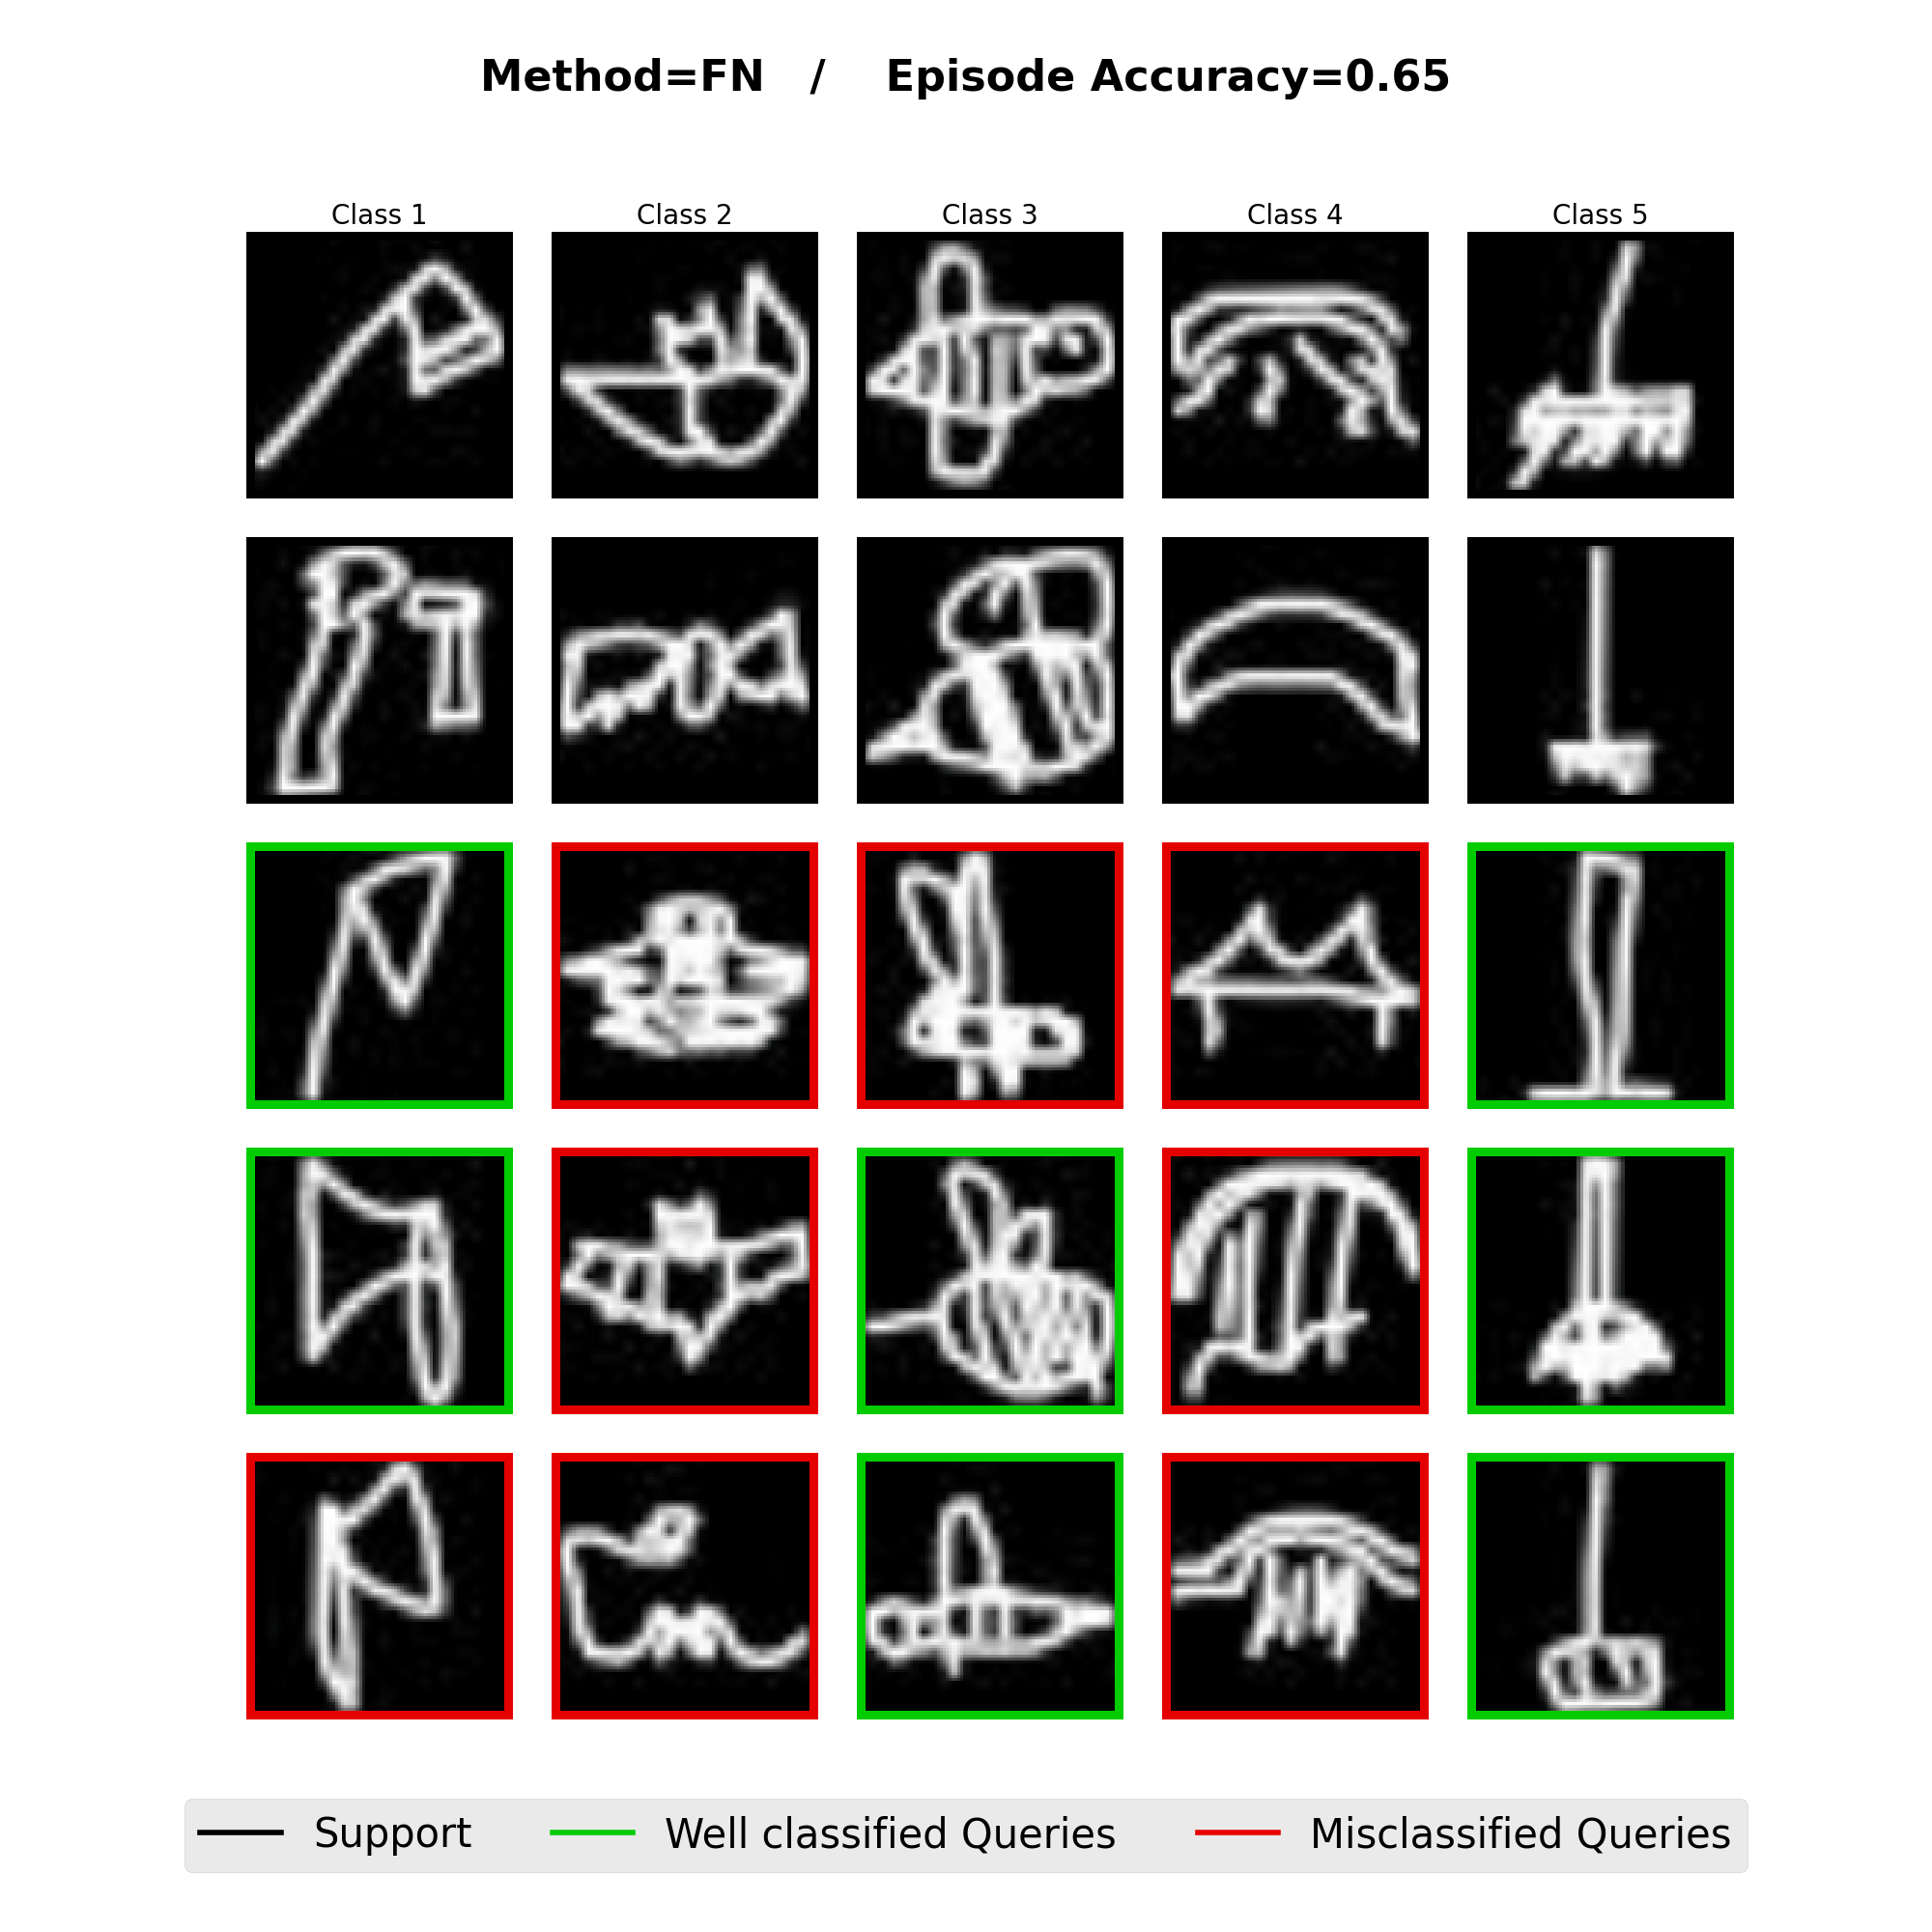 Method=FN / Episode Accuracy=0.65
Class 1 Class 2 Class 3 Class 4 Class 5
Support Well classified Queries Misclassified Queries